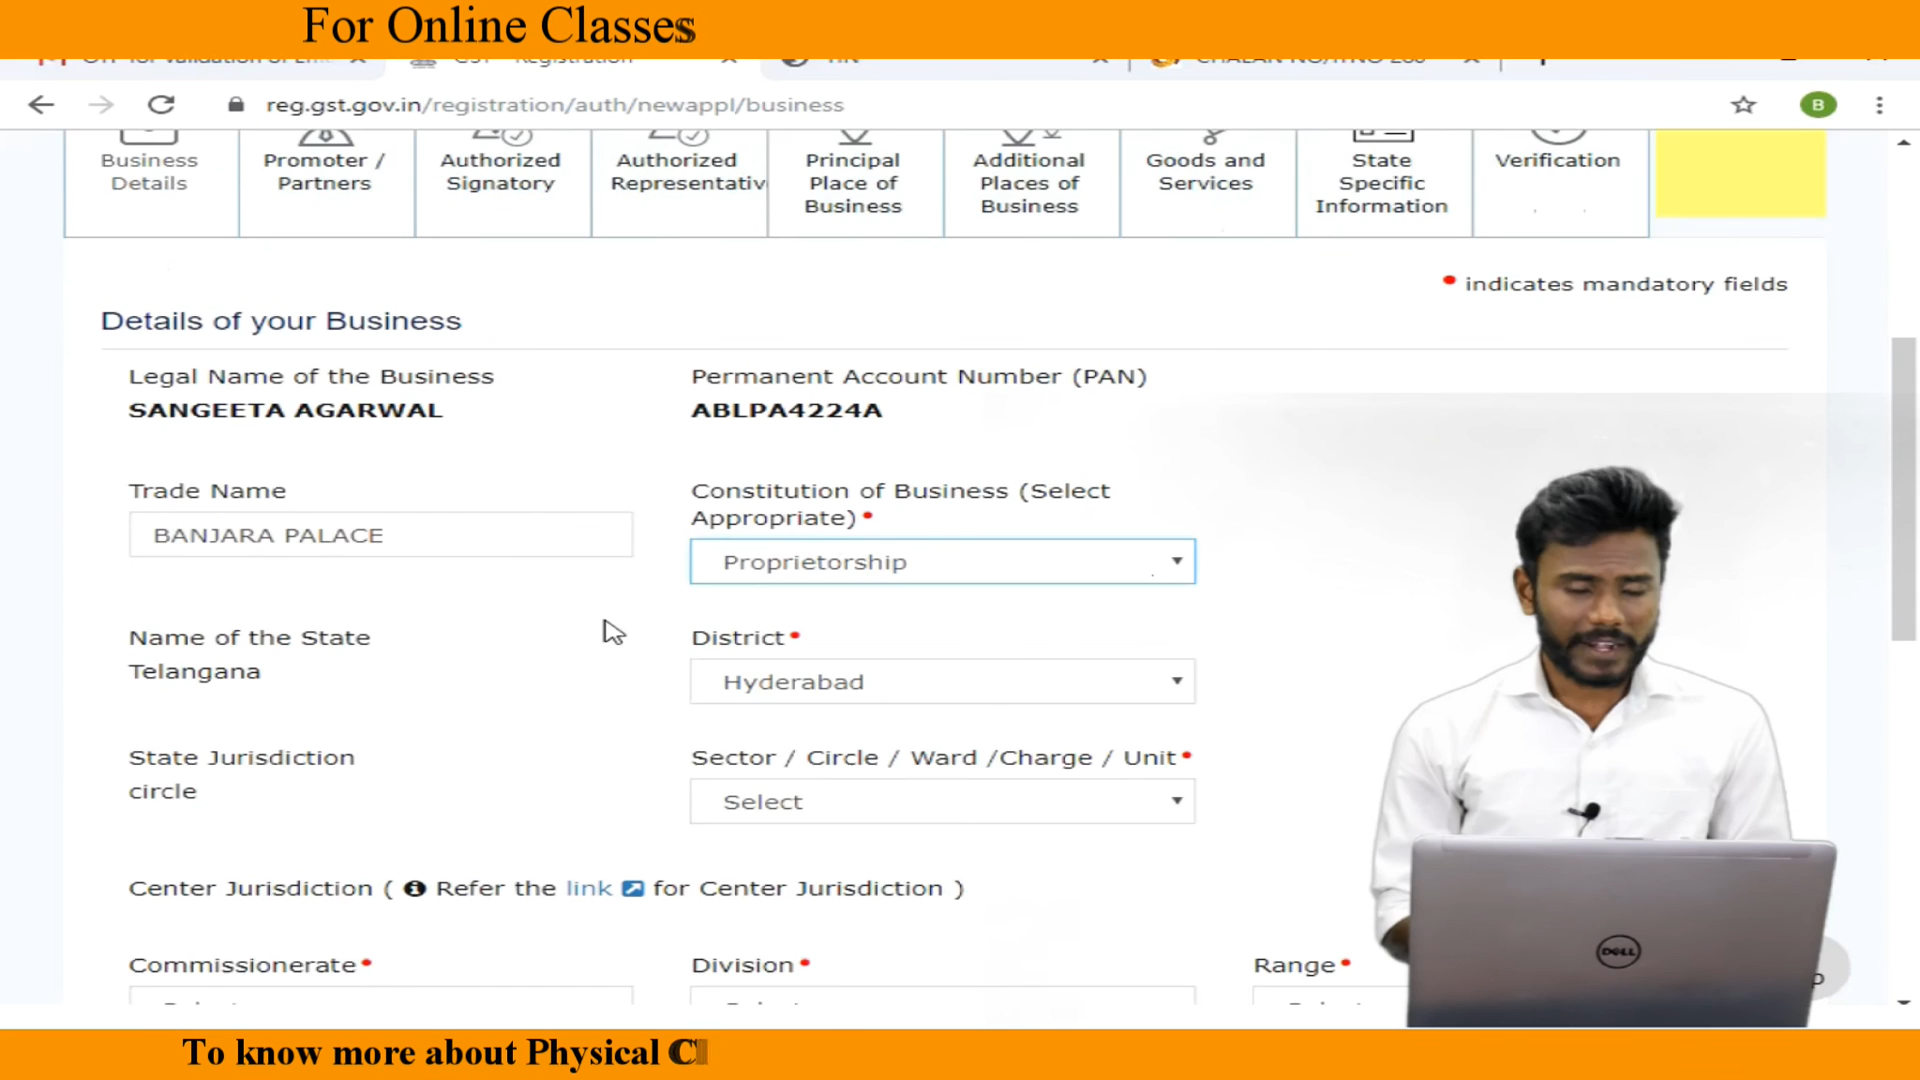 For Online Classes
reg.gst.gov.in/registration/auth/newappl/business
B
Business Details
Promoter / Partners
Authorized Signatory
Authorized Representativ
Principal Place of Business
Additional Places of Business
Goods and Services
State Specific Information
Verification
• indicates mandatory fields
Details of your Business
Legal Name of the Business
Permanent Account Number (PAN)
SANGEETA AGARWAL
ABLPA4224A
Trade Name
Constitution of Business (Select Appropriate) •
BANJARA PALACE
Proprietorship
Name of the State
District •
Telangana
Hyderabad
State Jurisdiction
Sector / Circle / Ward /Charge / Unit •
circle
Select
Center Jurisdiction ( Refer the link for Center Jurisdiction )
Commissionerate •
Division •
Range •
DELL
To know more about Physical C